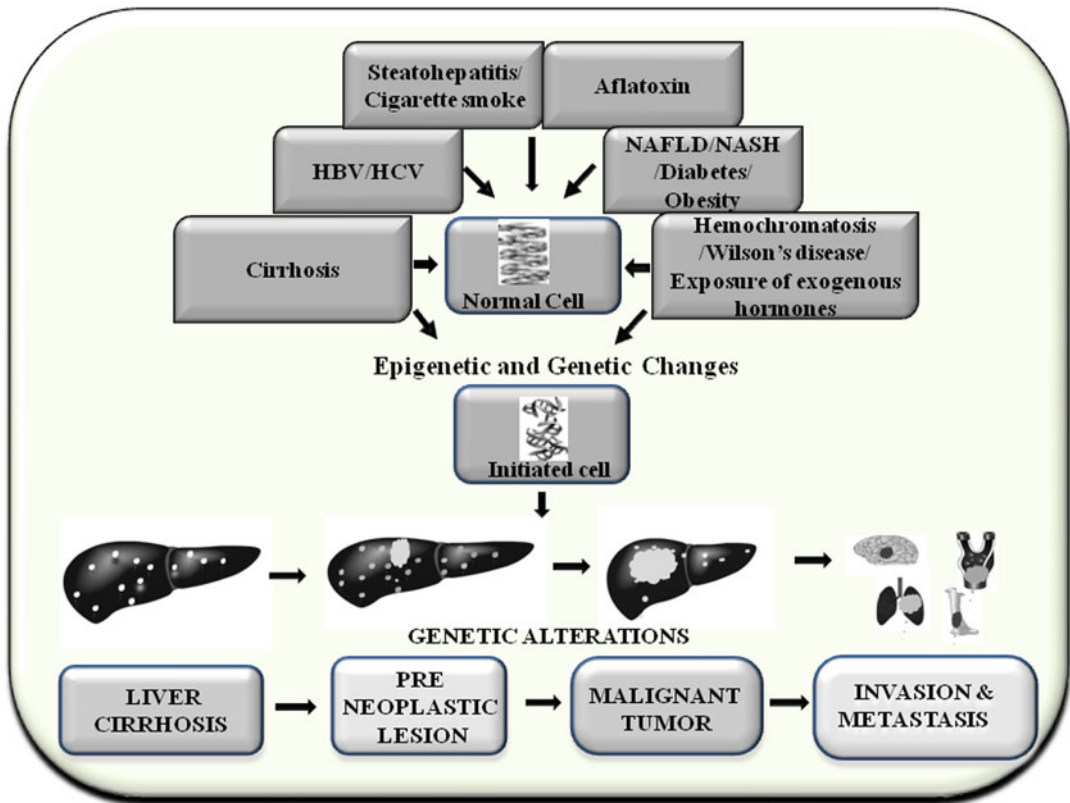 Steatohepatitis/
Cigarette smoke
Aflatoxin
HBV/HCV
NAFLD/NASH
/Diabetes/
Obesity
Cirrhosis
Normal Cell
Hemochromatosis
/Wilson's disease/
Exposure of exogenous
hormones
Epigenetic and Genetic Changes
Initiated cell
GENETIC ALTERATIONS
LIVER
CIRRHOSIS
PRE
NEOPLASTIC
LESION
MALIGNANT
TUMOR
INVASION &
METASTASIS